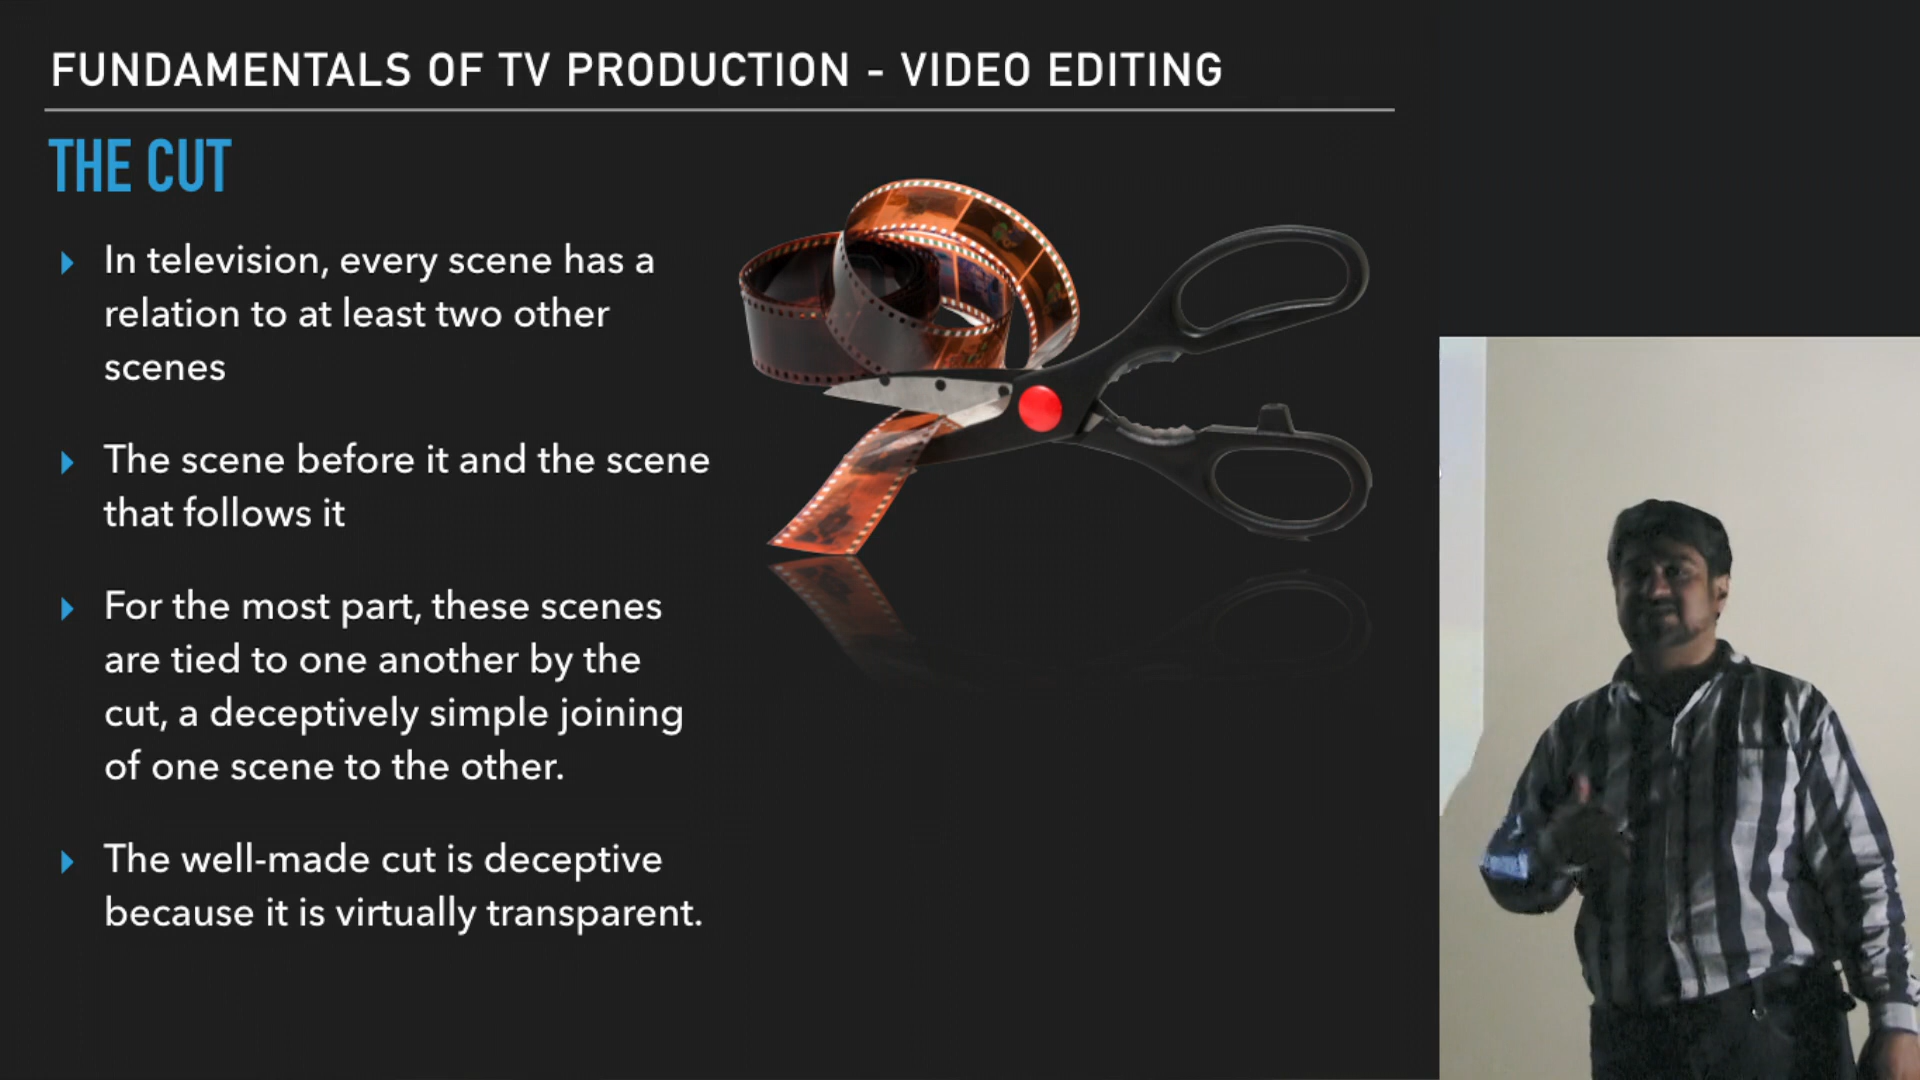 FUNDAMENTALS OF TV PRODUCTION - VIDEO EDITING
THE CUT
In television, every scene has a
relation to at least two other
scenes
The scene before it and the scene
that follows it
For the most part, these scenes
are tied to one another by the
cut, a deceptively simple joining
of one scene to the other.
The well-made cut is deceptive
because it is virtually transparent.